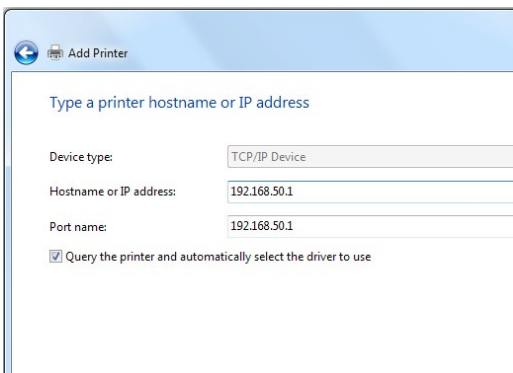 Add Printer
Type a printer hostname or IP address
Device type: TCP/IP Device
Hostname or IP address: 192.168.50.1
Port name: 192.168.50.1
Query the printer and automatically select the driver to use